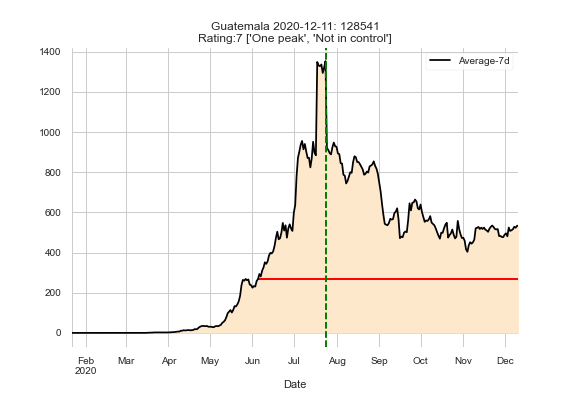 Guatemala 2020-12-11: 128541
Rating:7 ['One peak', 'Not in control']
Average-7d
1400
1200
1000
800
600
400
200
0
Feb Mar Apr May Jun Jul Aug Sep Oct Nov Dec
2020
Date